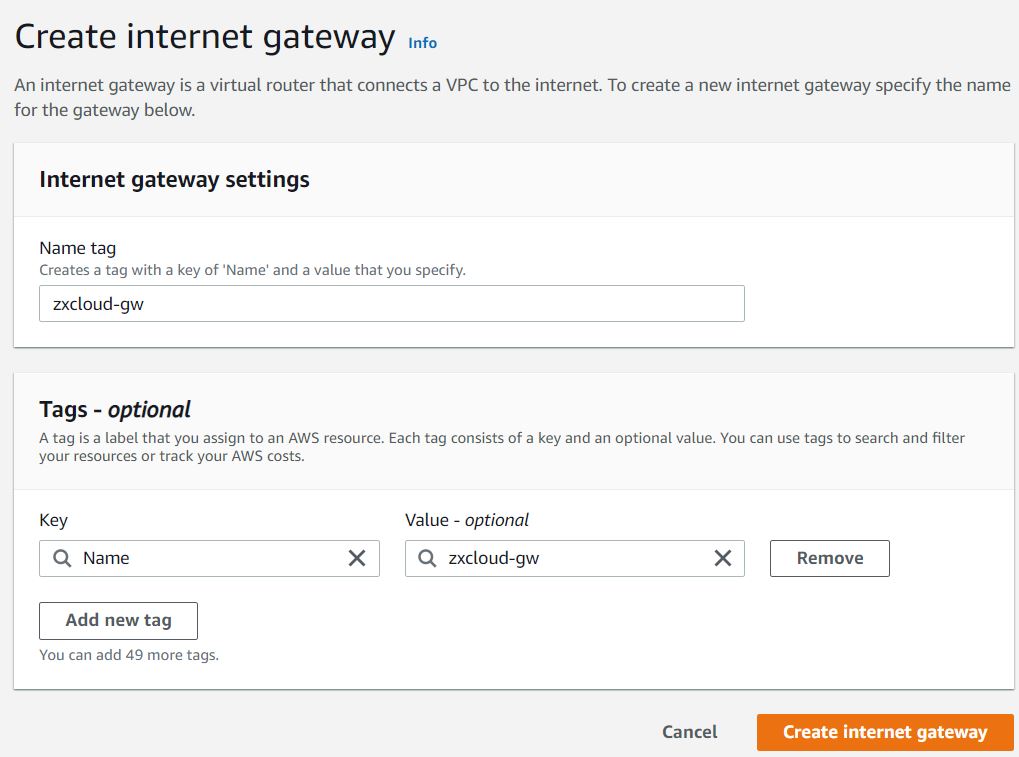 Create internet gateway Info
An internet gateway is a virtual router that connects a VPC to the internet. To create a new internet gateway specify the name
for the gateway below.
Internet gateway settings
Name tag
Creates a tag with a key of 'Name' and a value that you specify.
zxcloud-gw
Tags - optional
A tag is a label that you assign to an AWS resource. Each tag consists of a key and an optional value. You can use tags to search and filter
your resources or track your AWS costs.
Key Value - optional
Name zxcloud-gw Remove
Add new tag
You can add 49 more tags.
Cancel Create internet gateway